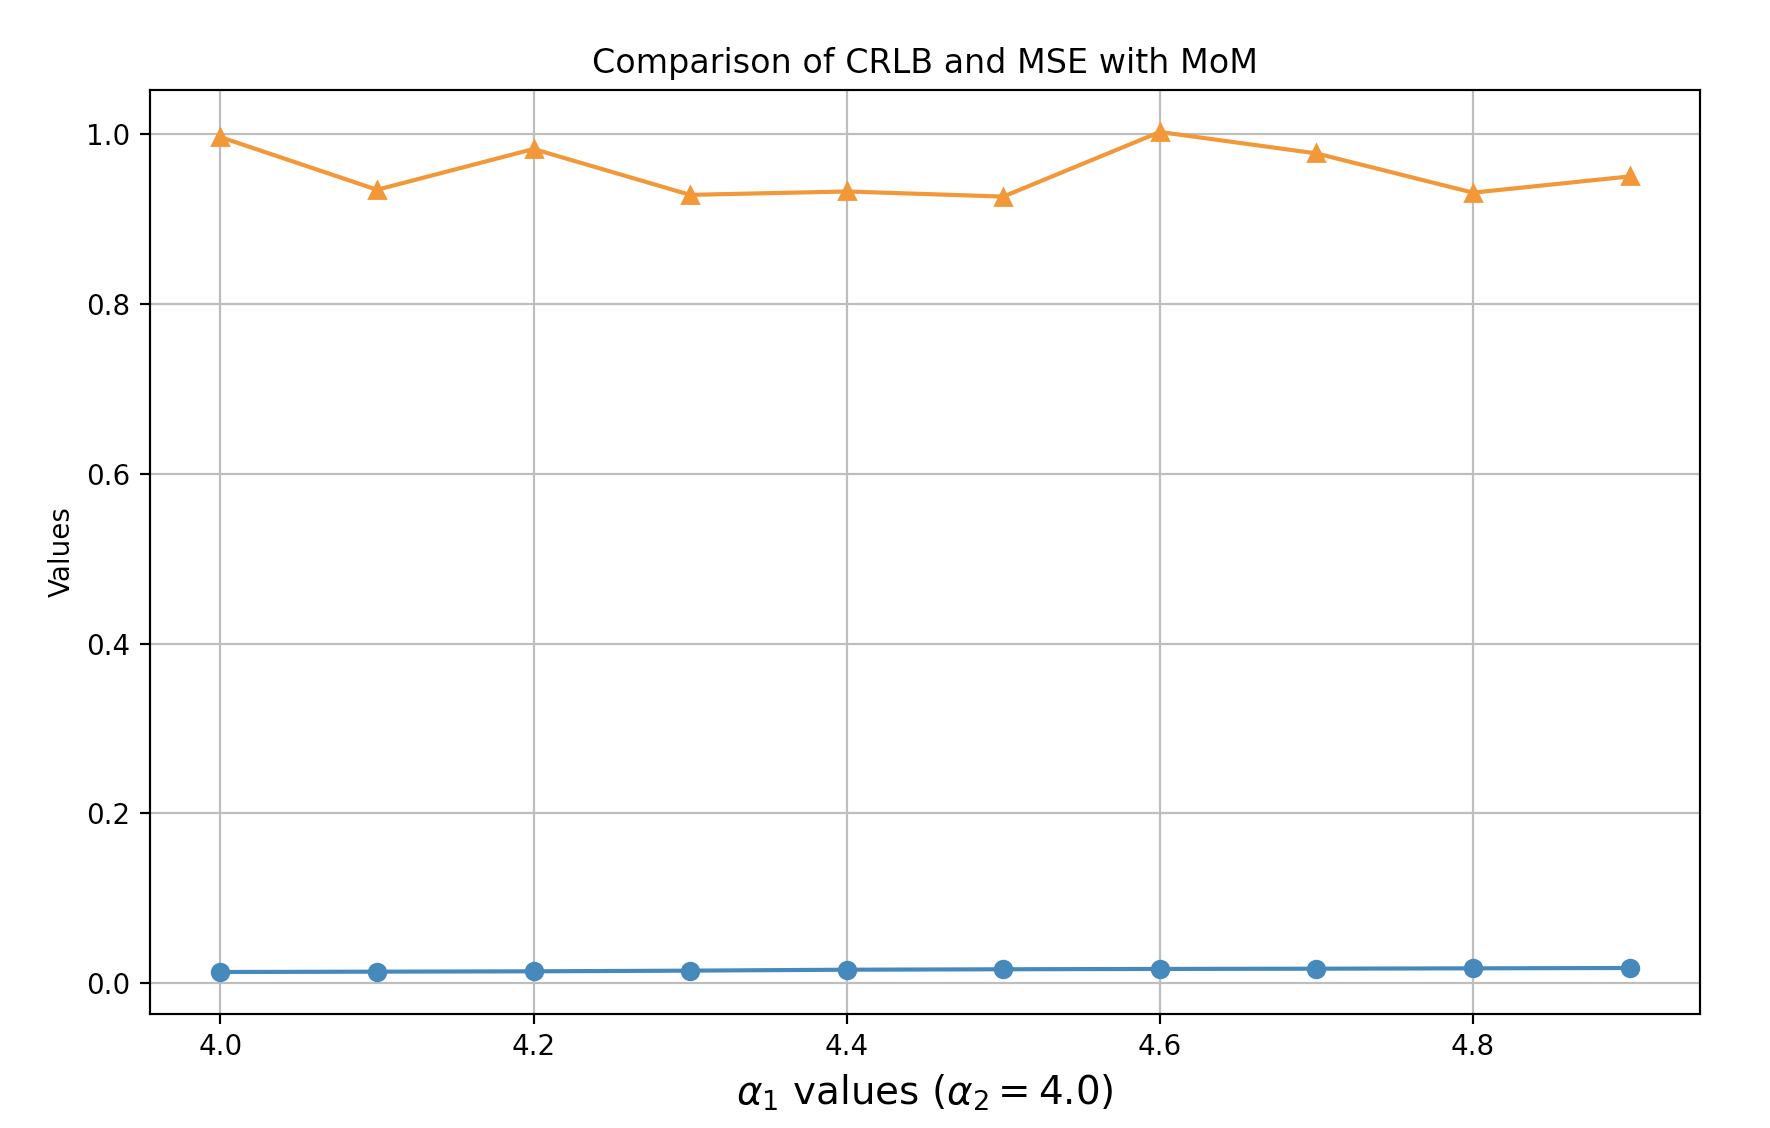 Comparison of CRLB and MSE with MoM
1.0
0.8
0.6
0.4
0.2
0.0
Values
4.0 4.2 4.4 4.6 4.8
α₁ values (α₂ = 4.0)